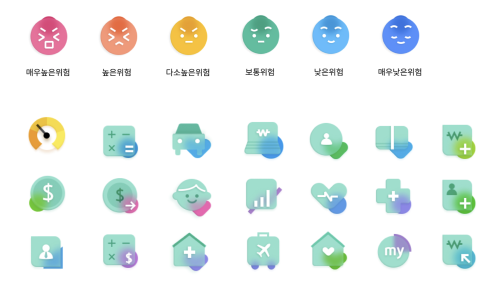 매우높은위험 높은위험 다소높은위험 보통위험 낮은위험 매우낮은위험
+ − × =
₩
₩ +
$ $ +
+ − × $ my ₩